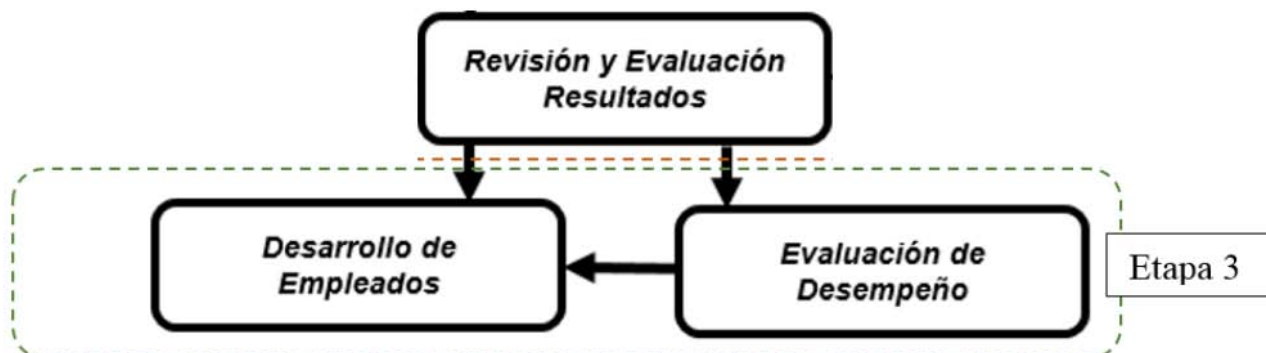 Revisión y Evaluación
Resultados
Desarrollo de
Empleados
Evaluación de
Desempeño
Etapa 3